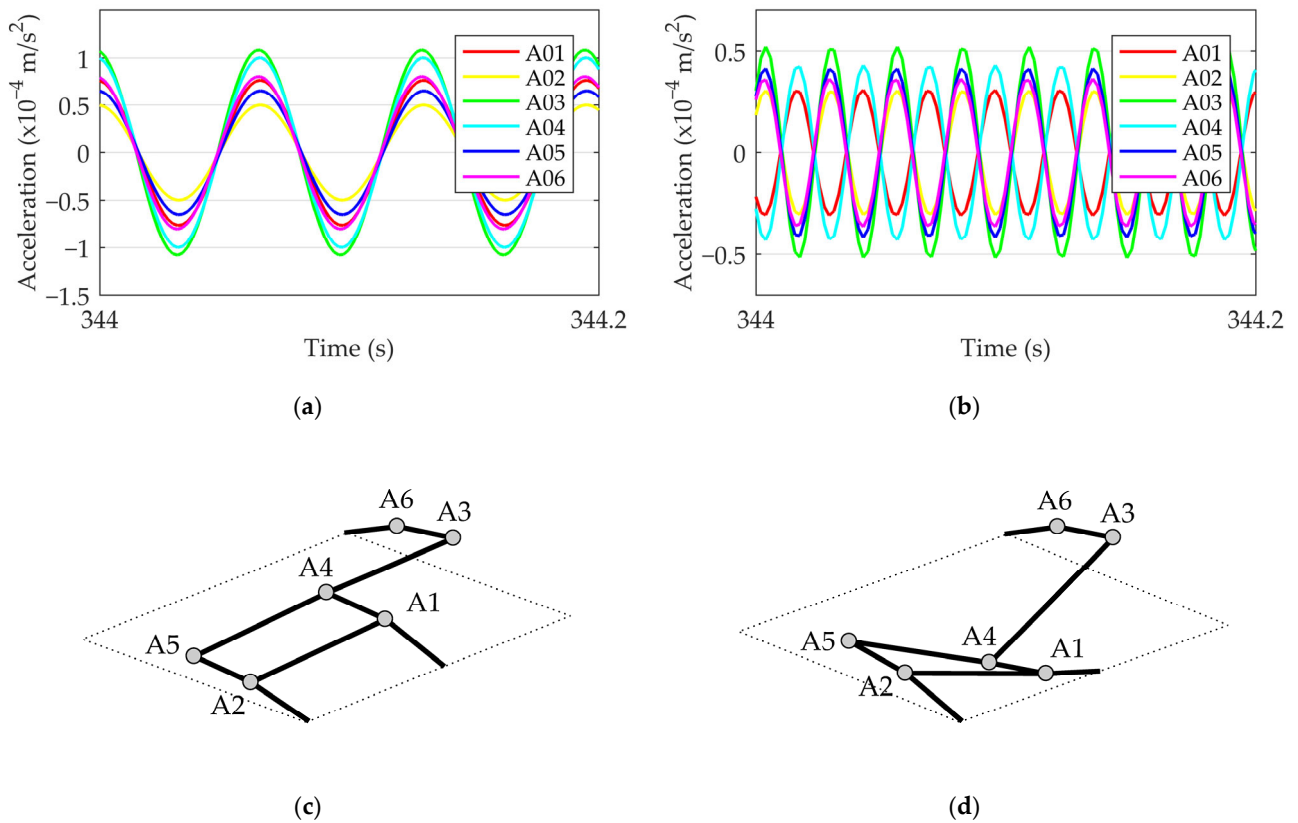 Acceleration (x10⁻⁴ m/s²)
1
0.5
0
−0.5
−1
−1.5
344
344.2
Time (s)
A01
A02
A03
A04
A05
A06
(a)
Acceleration (x10⁻⁴ m/s²)
0.5
0
−0.5
344
344.2
Time (s)
A01
A02
A03
A04
A05
A06
(b)
A6
A3
A4
A1
A5
A2
(c)
A6
A3
A4
A1
A5
A2
(d)